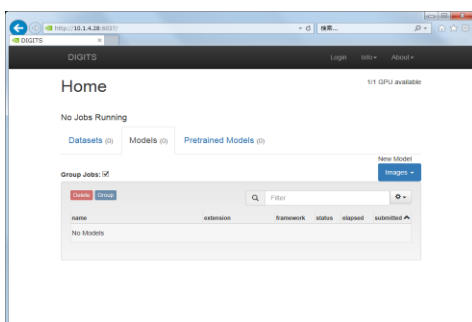 http://10.1.4.28:6037/
検索...
DIGITS
DIGITS Login Info About
Home
1/1 GPU available
No Jobs Running
Datasets (0) Models (0) Pretrained Models (0)
New Model
Group Jobs: Images
Delete Group Filter
name extension framework status elapsed submitted
No Models